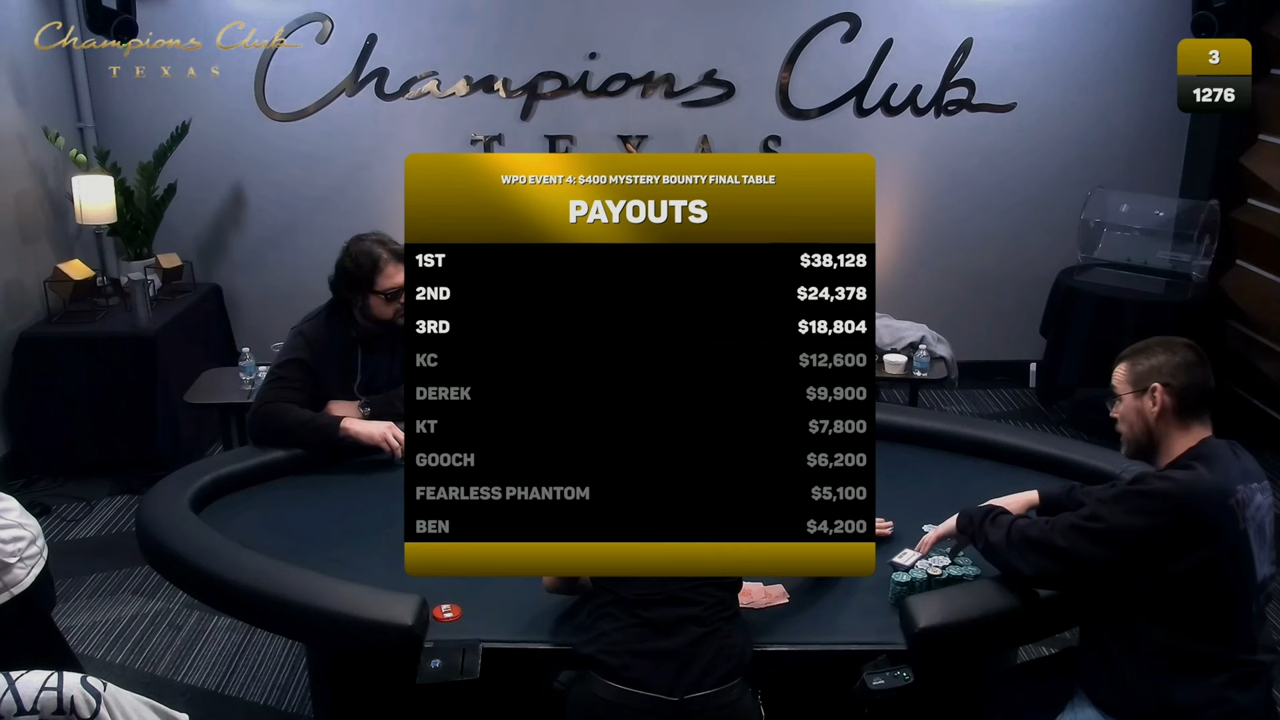 Champions Club
TEXAS
Champions Club
TEXAS
3
1276
WPO EVENT 4: $400 MYSTERY BOUNTY FINAL TABLE
PAYOUTS
1ST $38,128
2ND $24,378
3RD $18,804
KC $12,600
DEREK $9,900
KT $7,800
GOOCH $6,200
FEARLESS PHANTOM $5,100
BEN $4,200
XAS